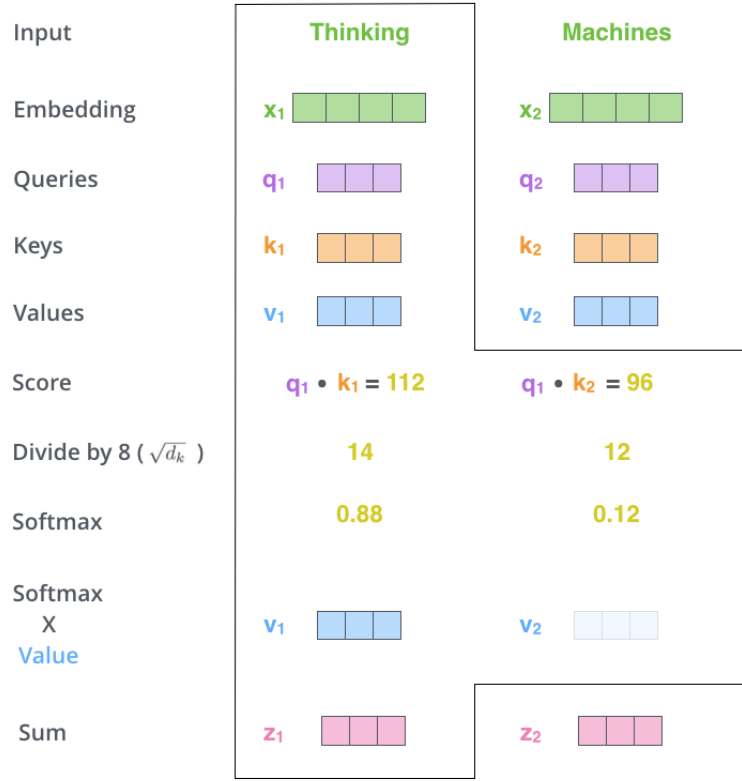 Input Thinking Machines
Embedding x₁ x₂
Queries q₁ q₂
Keys k₁ k₂
Values v₁ v₂
Score q₁ • k₁ = 112 q₁ • k₂ = 96
Divide by 8 ( √dₖ ) 14 12
Softmax 0.88 0.12
Softmax
X v₁ v₂
Value
Sum z₁ z₂